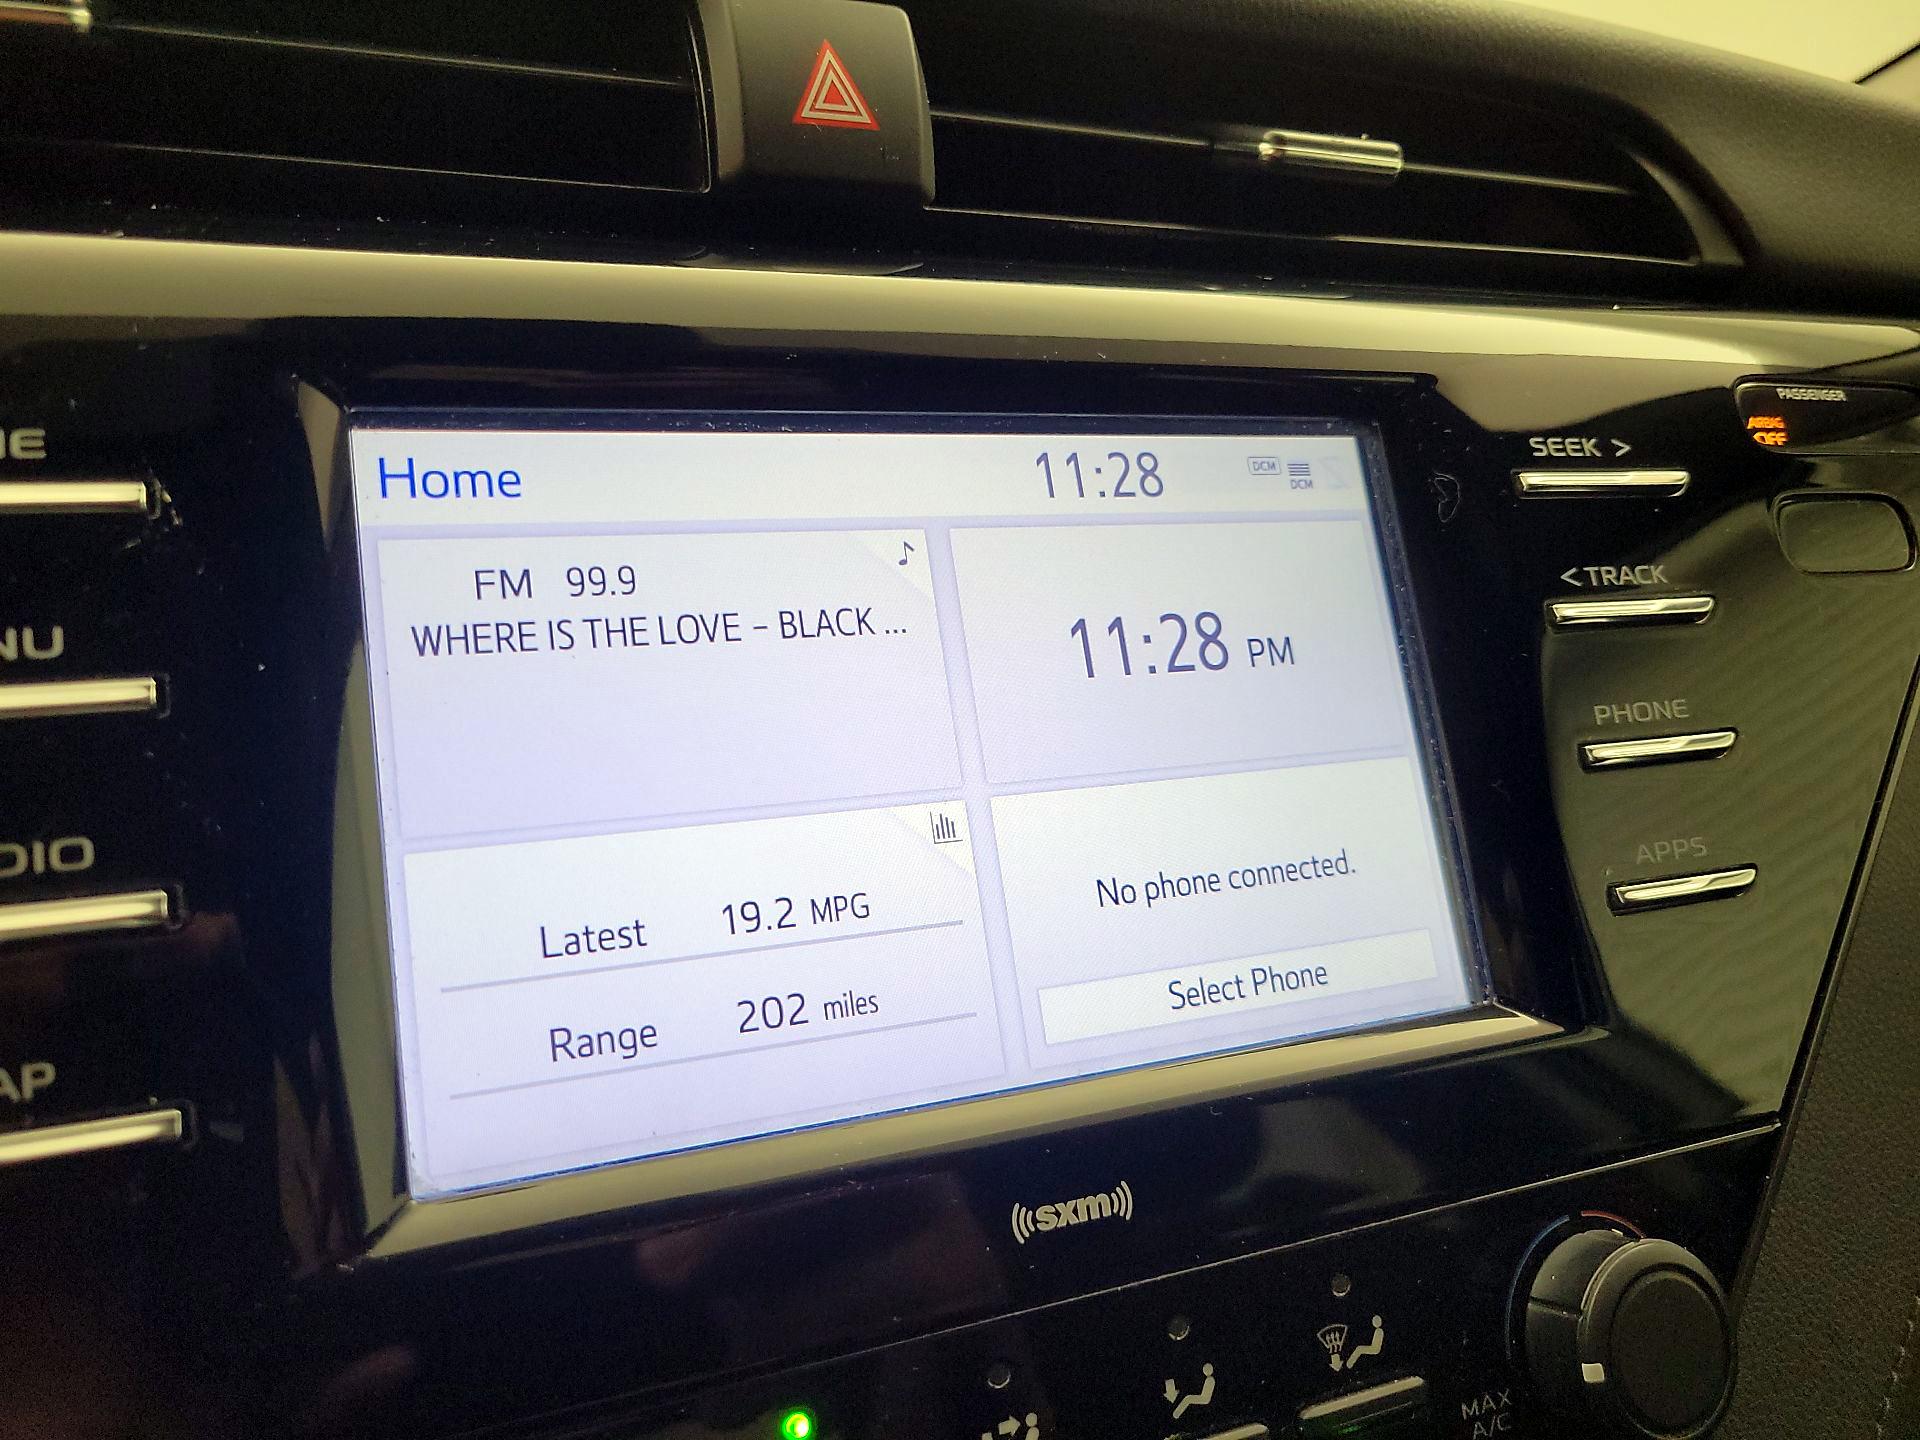 PASSENGER
AIRBAG
OFF
SEEK >
Home
11:28
DCM
DCM
< TRACK
FM 99.9
WHERE IS THE LOVE - BLACK ...
11:28 PM
PHONE
APPS
Latest 19.2 MPG
Range 202 miles
No phone connected.
Select Phone
((( sxm )))
MAX
A/C